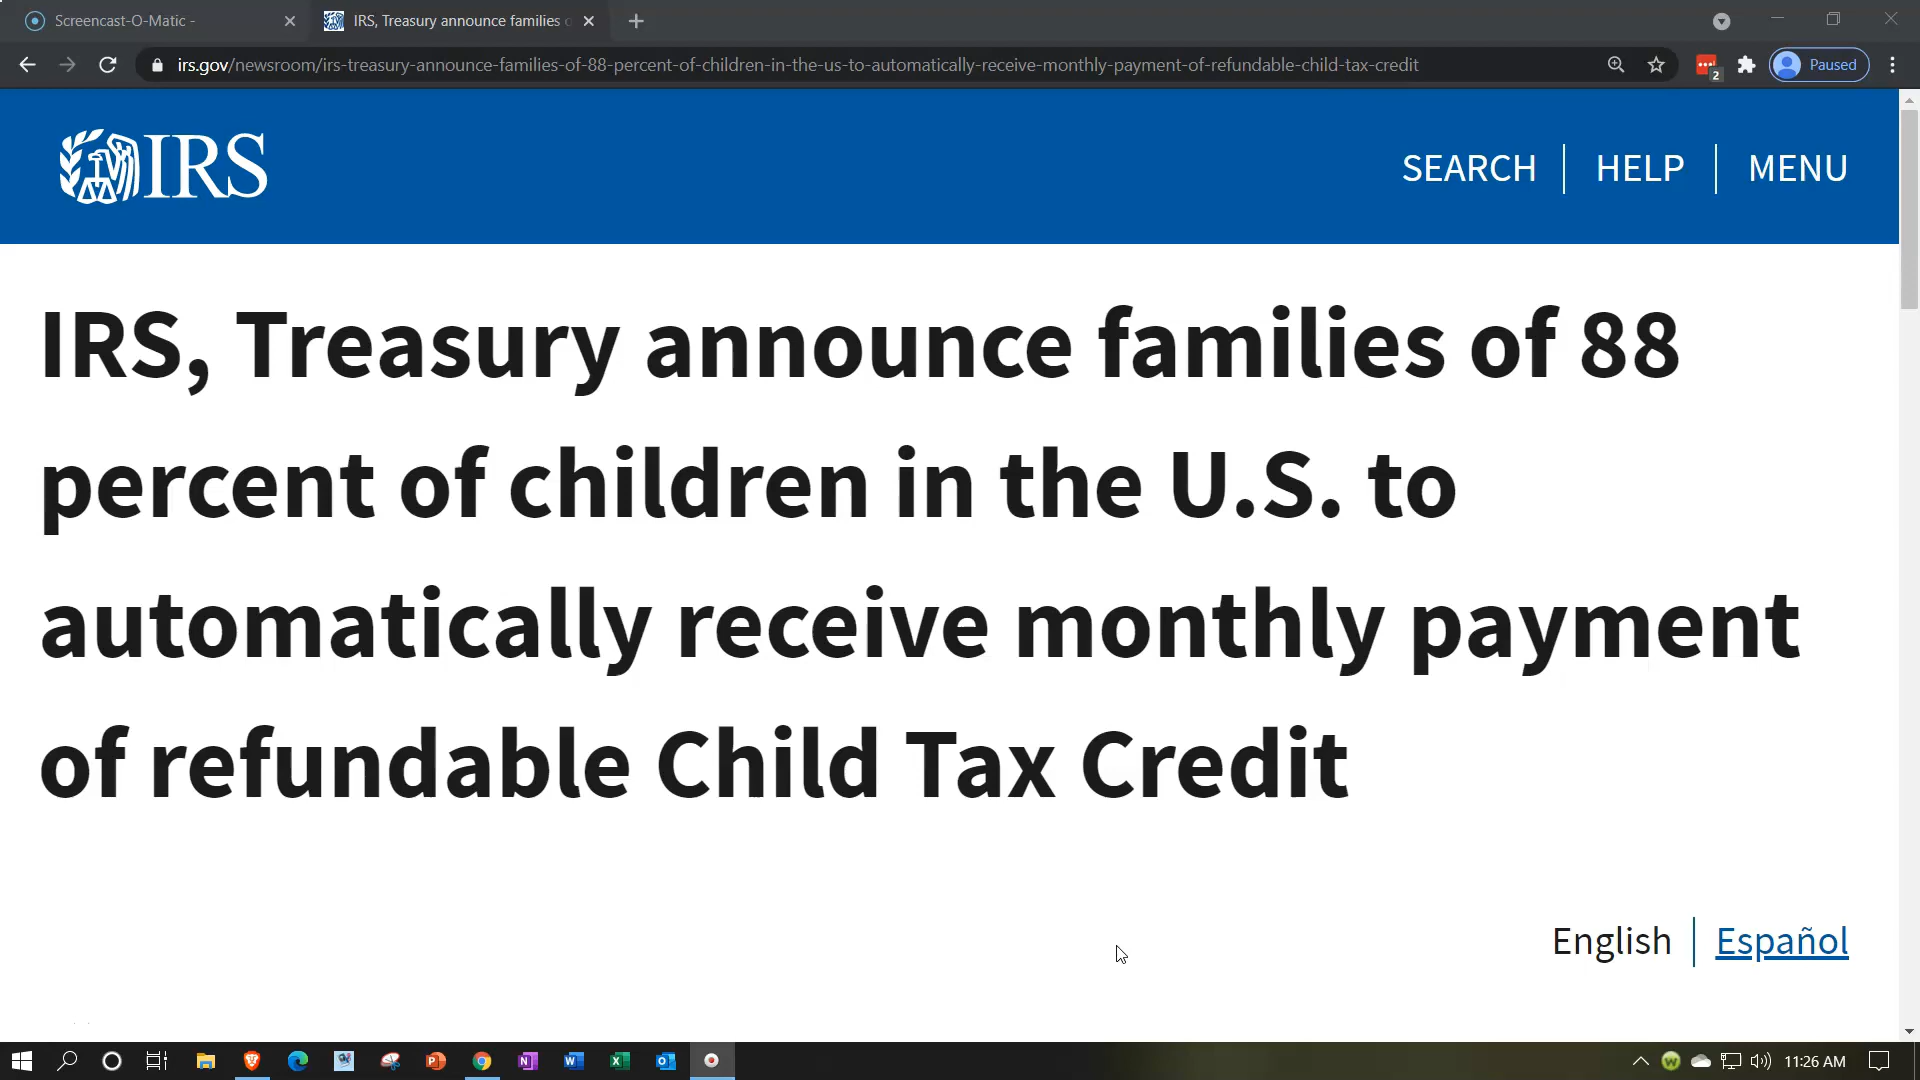 Screencast-O-Matic -
IRS, Treasury announce families o
irs.gov/newsroom/irs-treasury-announce-families-of-88-percent-of-children-in-the-us-to-automatically-receive-monthly-payment-of-refundable-child-tax-credit
2
Paused
IRS
SEARCH
HELP
MENU
IRS, Treasury announce families of 88
percent of children in the U.S. to
automatically receive monthly payment
of refundable Child Tax Credit
English
Español
11:26 AM